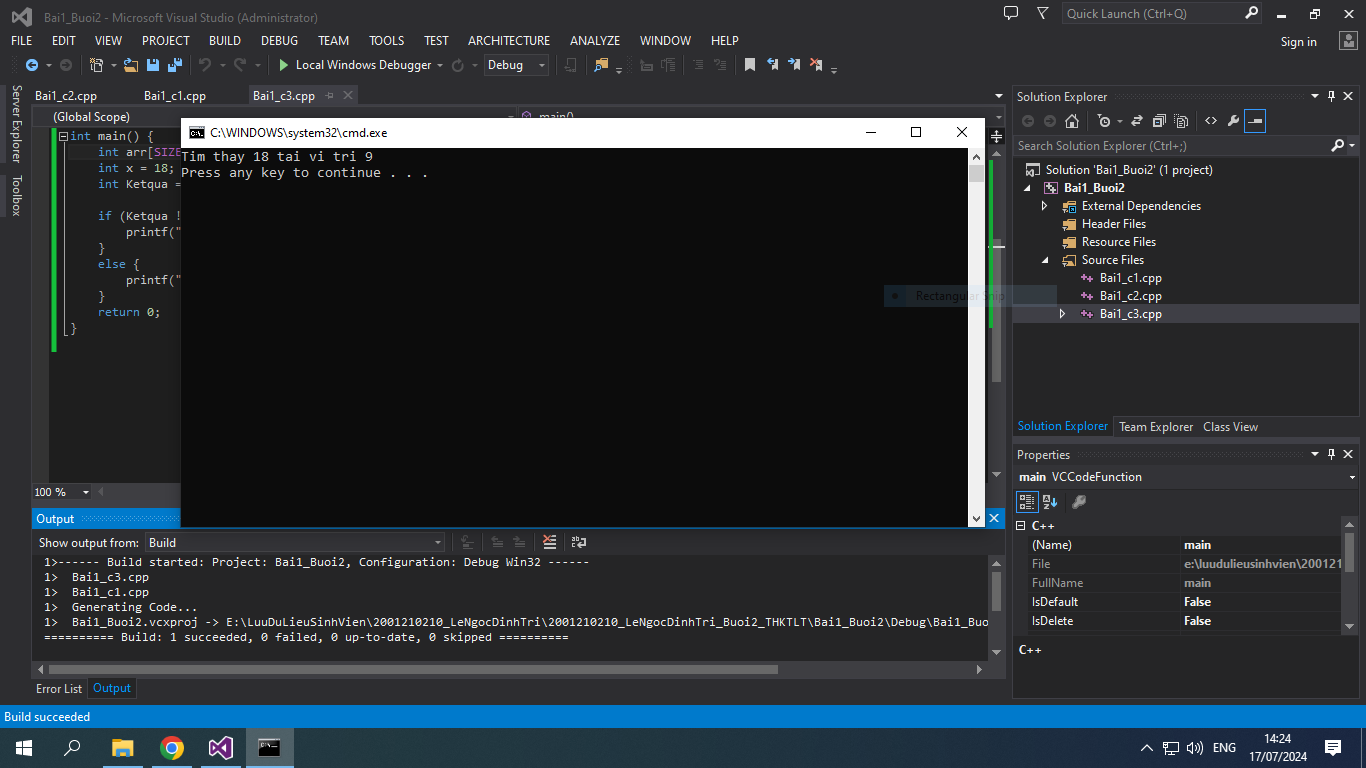 Bai1_Buoi2 - Microsoft Visual Studio (Administrator)
Quick Launch (Ctrl+Q)
FILE EDIT VIEW PROJECT BUILD DEBUG TEAM TOOLS TEST ARCHITECTURE ANALYZE WINDOW HELP
Sign in
Local Windows Debugger
Debug
Server Explorer
Toolbox
Bai1_c2.cpp
Bai1_c1.cpp
Bai1_c3.cpp
(Global Scope)
main()
int main() {
int arr[SIZE
int x = 18;
int Ketqua =
if (Ketqua !
printf("
}
else {
printf("
}
return 0;
}
100 %
C:\WINDOWS\system32\cmd.exe
Tim thay 18 tai vi tri 9
Press any key to continue . . .
Rectangular Snip
Output
Show output from: Build
1>------ Build started: Project: Bai1_Buoi2, Configuration: Debug Win32 ------
1>  Bai1_c3.cpp
1>  Bai1_c1.cpp
1>  Generating Code...
1>  Bai1_Buoi2.vcxproj -> E:\LuuDuLieuSinhVien\2001210210_LeNgocDinhTri\2001210210_LeNgocDinhTri_Buoi2_THKTLT\Bai1_Buoi2\Debug\Bai1_Buo
========== Build: 1 succeeded, 0 failed, 0 up-to-date, 0 skipped ==========
Error List
Output
Solution Explorer
Search Solution Explorer (Ctrl+;)
Solution 'Bai1_Buoi2' (1 project)
Bai1_Buoi2
External Dependencies
Header Files
Resource Files
Source Files
Bai1_c1.cpp
Bai1_c2.cpp
Bai1_c3.cpp
Solution Explorer Team Explorer Class View
Properties
main VCCodeFunction
C++
(Name) main
File e:\luudulieusinhvien\200121
FullName main
IsDefault False
IsDelete False
C++
Build succeeded
ENG
14:24
17/07/2024